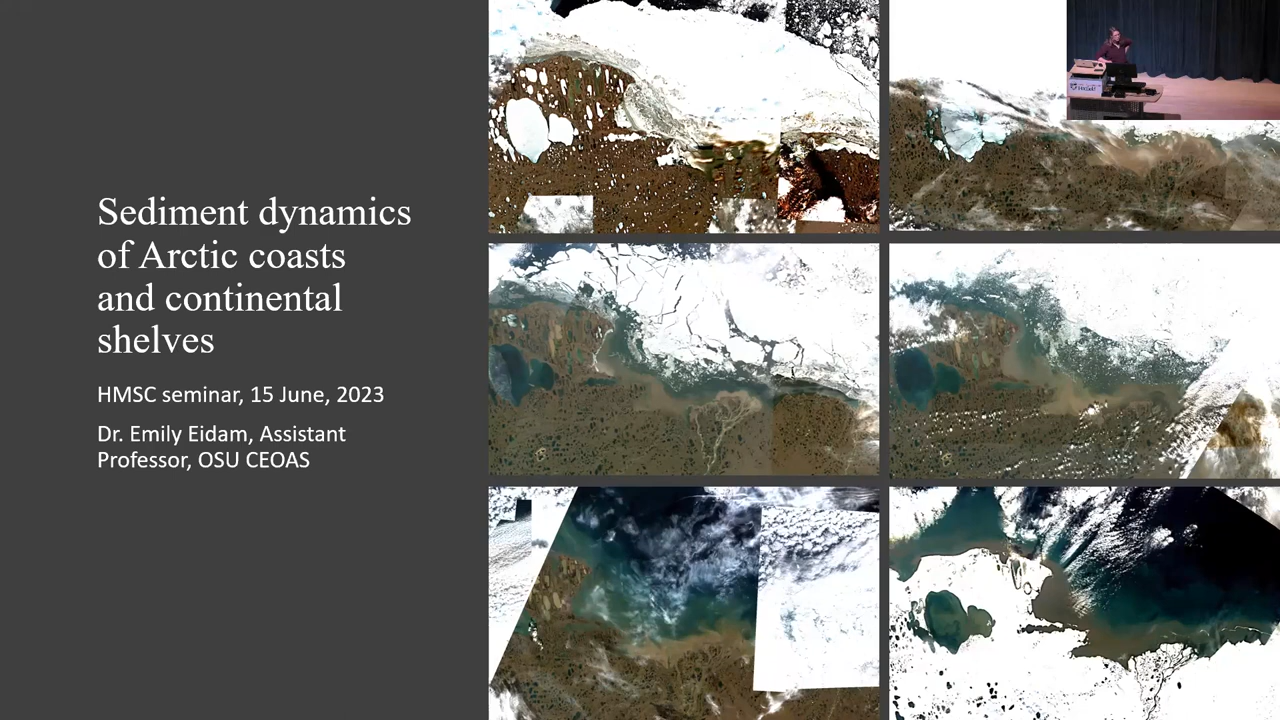 Sediment dynamics
of Arctic coasts
and continental
shelves
HMSC seminar, 15 June, 2023
Dr. Emily Eidam, Assistant
Professor, OSU CEOAS